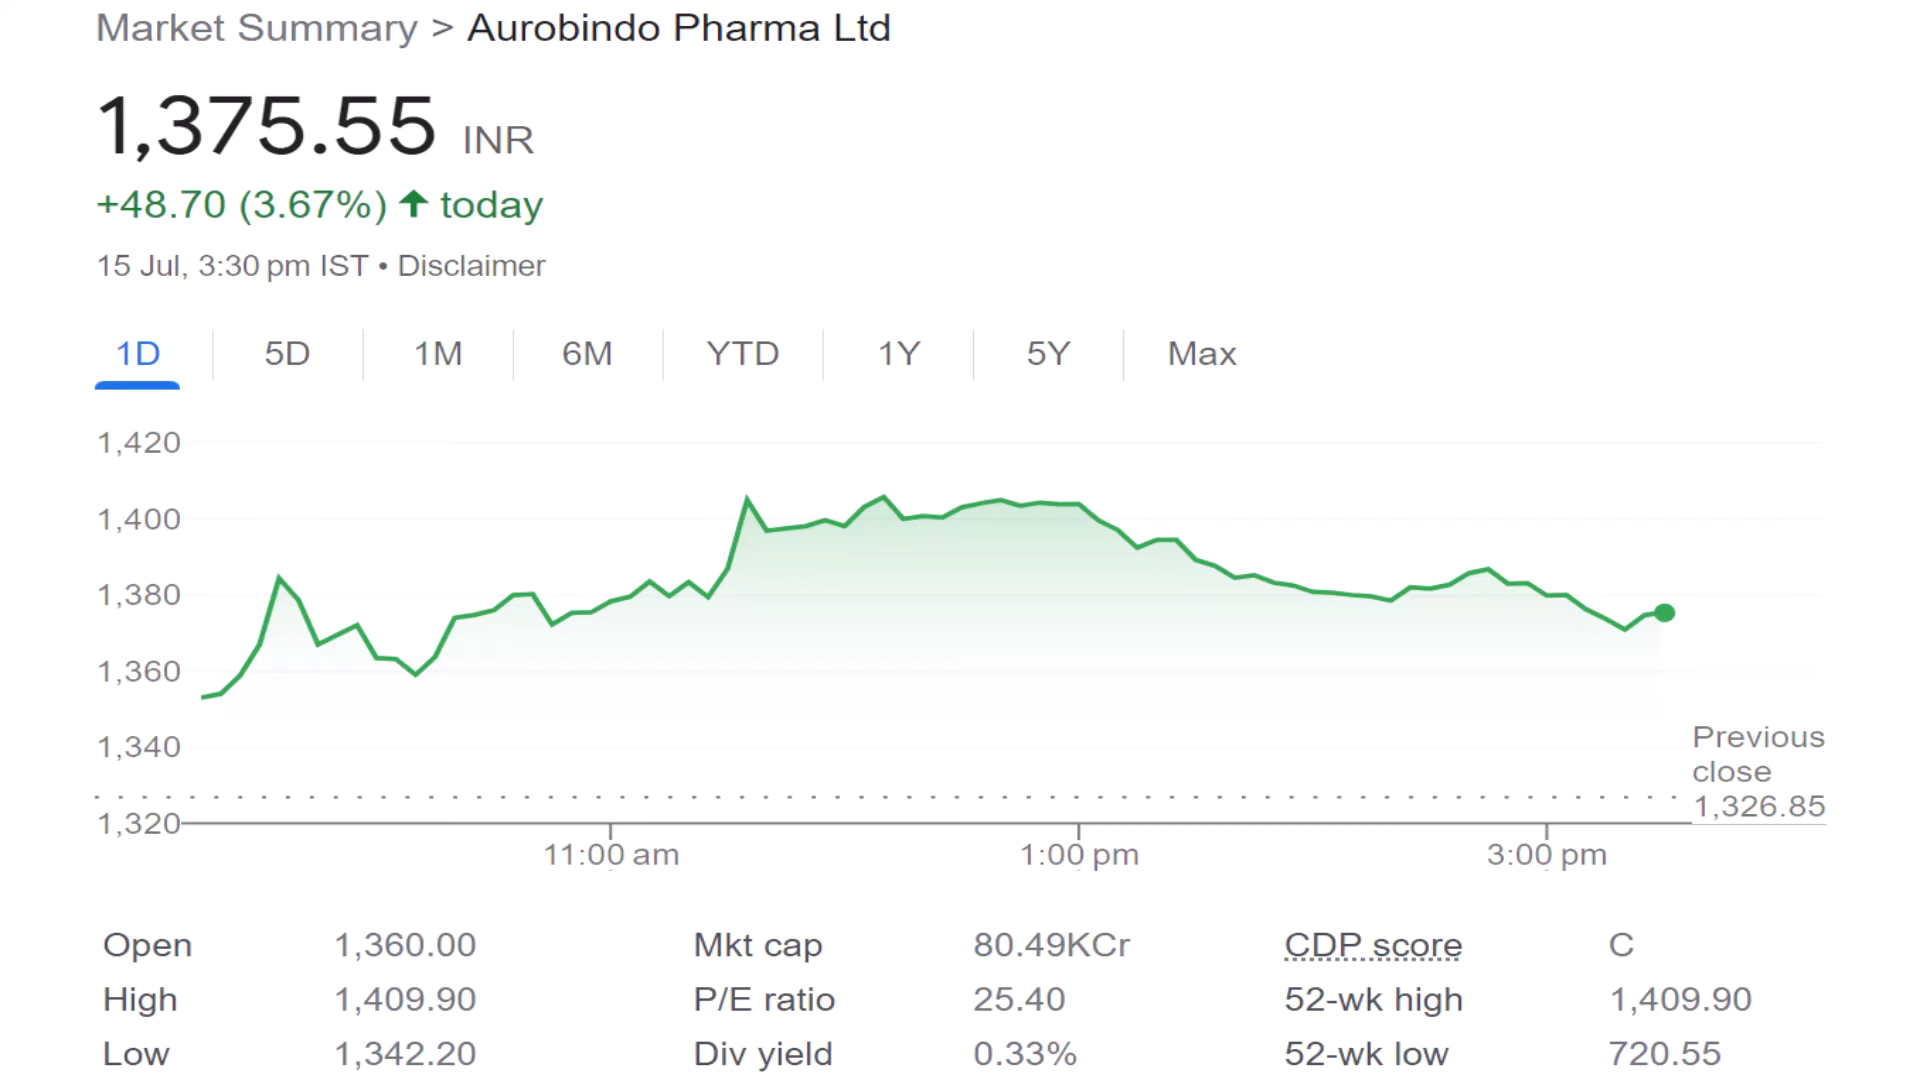 Market Summary > Aurobindo Pharma Ltd
1,375.55 INR
+48.70 (3.67%) ↑ today
15 Jul, 3:30 pm IST • Disclaimer
1D 5D 1M 6M YTD 1Y 5Y Max
1,420
1,400
1,380
1,360
1,340
1,320
Previous
close
1,326.85
11:00 am 1:00 pm 3:00 pm
Open 1,360.00 Mkt cap 80.49KCr CDP score C
High 1,409.90 P/E ratio 25.40 52-wk high 1,409.90
Low 1,342.20 Div yield 0.33% 52-wk low 720.55